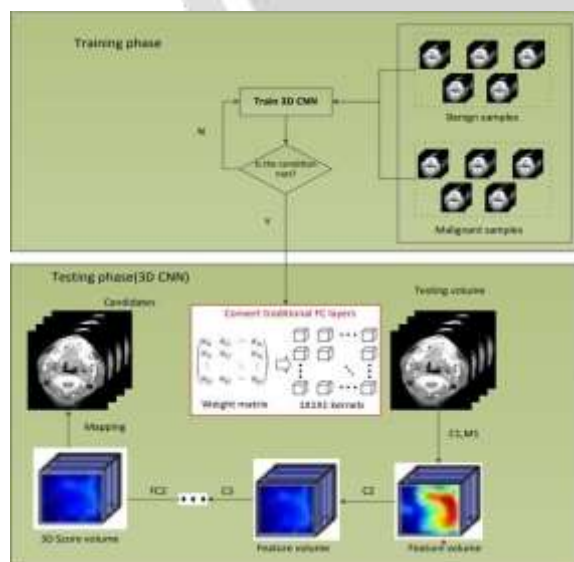 Training phase
Train 3D CNN
Benign samples
N
Is the condition
met?
Malignant samples
Y
Testing phase(3D CNN)
Candidates
Testing volume
Convert traditional FC layers
Weight matrix
1X1X1 kernels
Mapping
C1,M1
FC2
C3
C2
3D Score volume
Feature volume
Feature volume